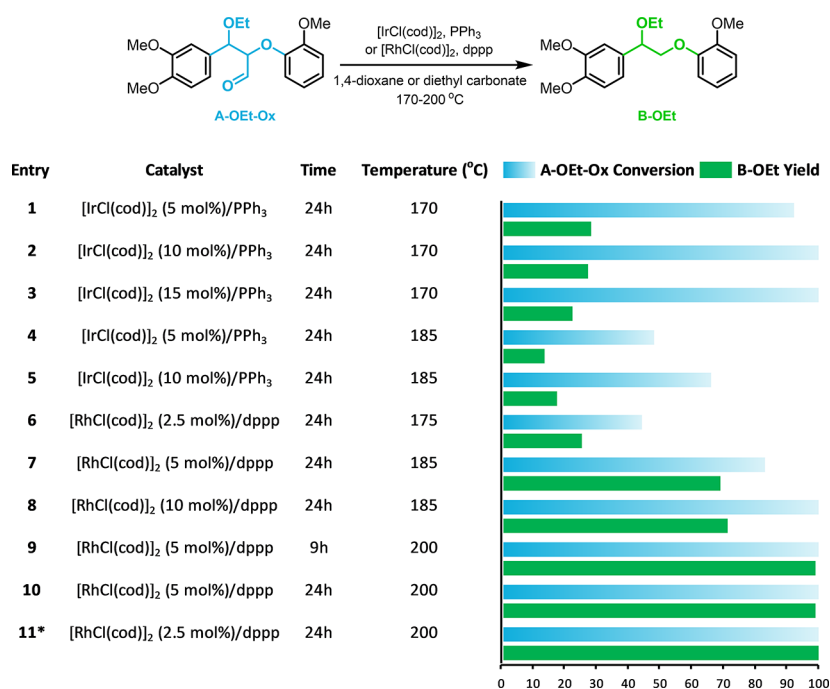 OEt
OMe
MeO
O
MeO
O
A-OEt-Ox
[IrCl(cod)]2, PPh3
or [RhCl(cod)]2, dppp
1,4-dioxane or diethyl carbonate
170-200 °C
OEt
OMe
MeO
O
MeO
B-OEt
Entry Catalyst Time Temperature (°C) A-OEt-Ox Conversion B-OEt Yield
1 [IrCl(cod)]2 (5 mol%)/PPh3 24h 170
2 [IrCl(cod)]2 (10 mol%)/PPh3 24h 170
3 [IrCl(cod)]2 (15 mol%)/PPh3 24h 170
4 [IrCl(cod)]2 (5 mol%)/PPh3 24h 185
5 [IrCl(cod)]2 (10 mol%)/PPh3 24h 185
6 [RhCl(cod)]2 (2.5 mol%)/dppp 24h 175
7 [RhCl(cod)]2 (5 mol%)/dppp 24h 185
8 [RhCl(cod)]2 (10 mol%)/dppp 24h 185
9 [RhCl(cod)]2 (5 mol%)/dppp 9h 200
10 [RhCl(cod)]2 (5 mol%)/dppp 24h 200
11* [RhCl(cod)]2 (2.5 mol%)/dppp 24h 200
0 10 20 30 40 50 60 70 80 90 100